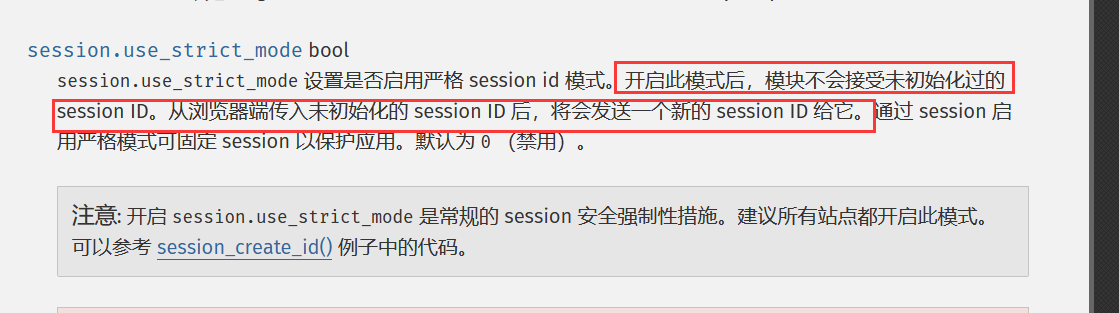 session.use_strict_mode bool
session.use_strict_mode 设置是否启用严格 session id 模式。开启此模式后，模块不会接受未初始化过的
session ID。从浏览器端传入未初始化的 session ID 后，将会发送一个新的 session ID 给它。通过 session 启
用严格模式可固定 session 以保护应用。默认为 0 （禁用）。
注意: 开启 session.use_strict_mode 是常规的 session 安全强制性措施。建议所有站点都开启此模式。
可以参考 session_create_id() 例子中的代码。